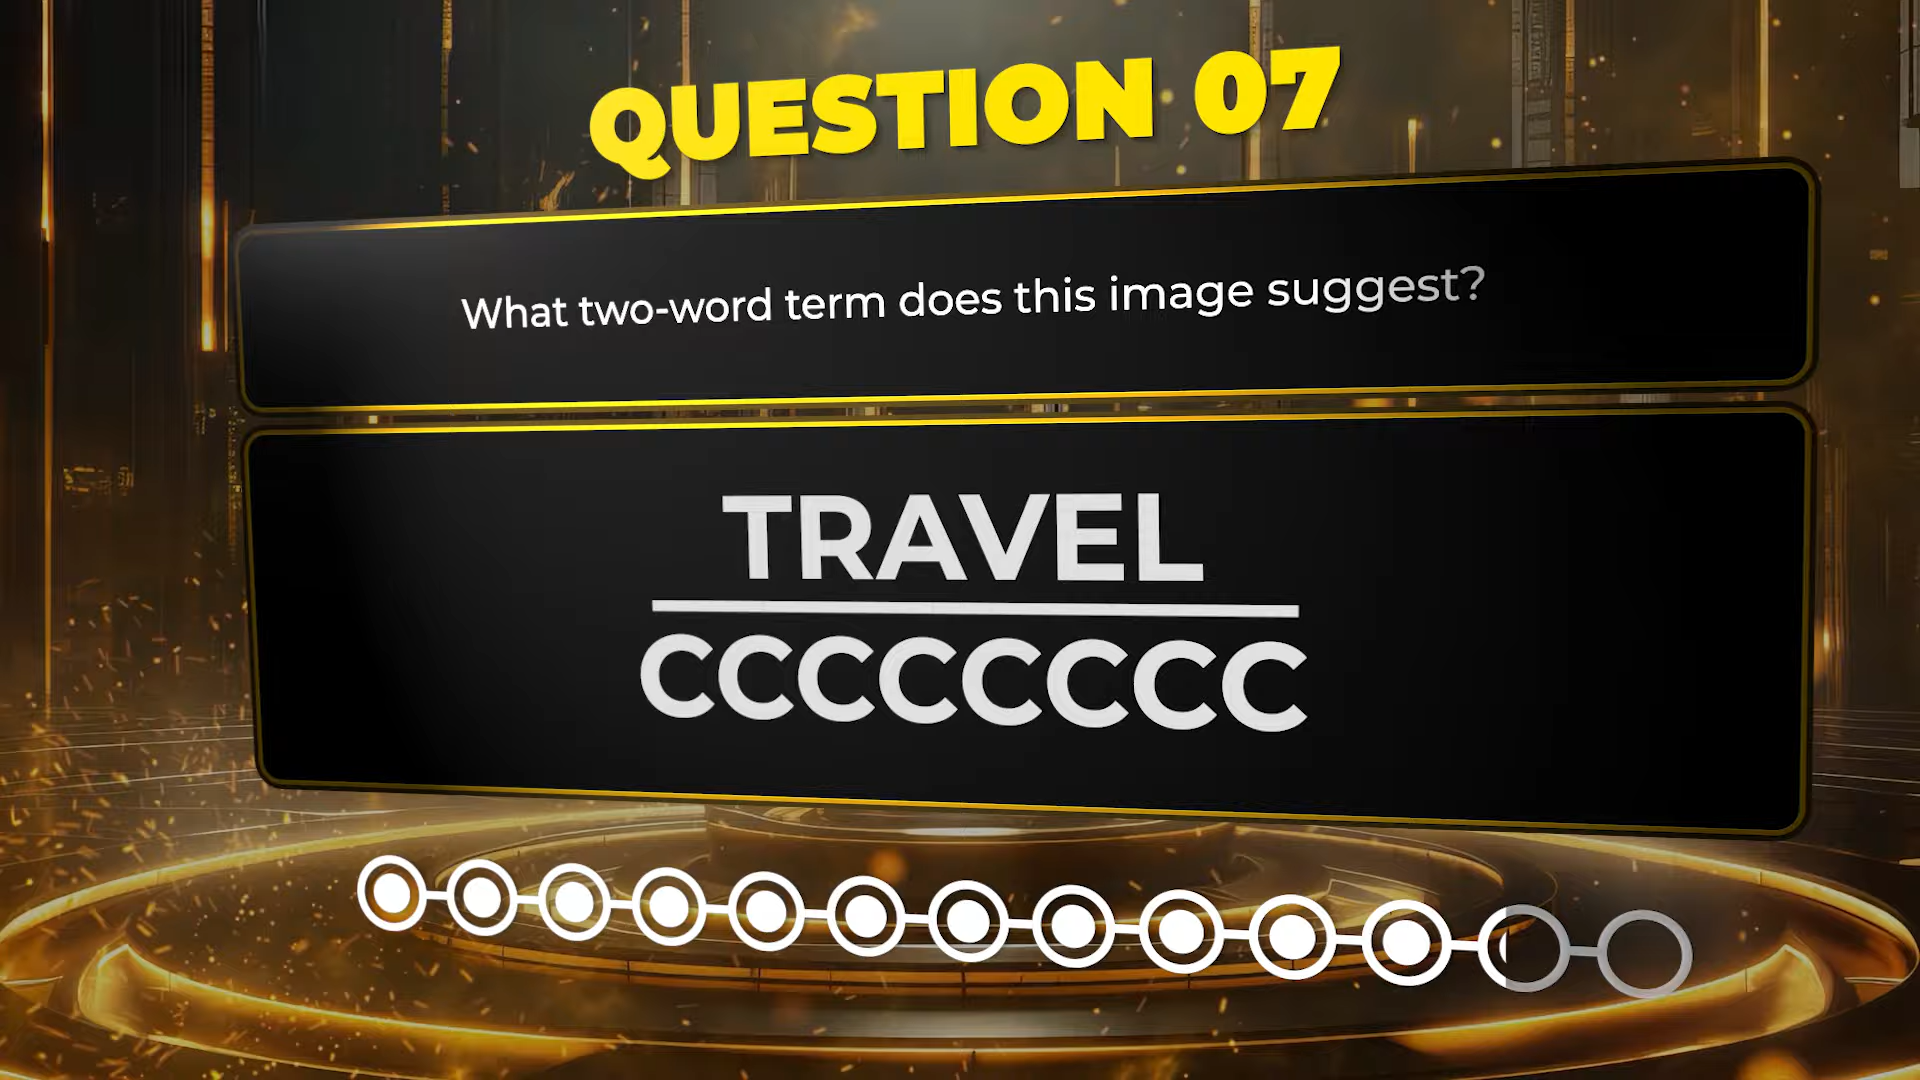 QUESTION 07
What two-word term does this image suggest?
TRAVEL
CCCCCCCC